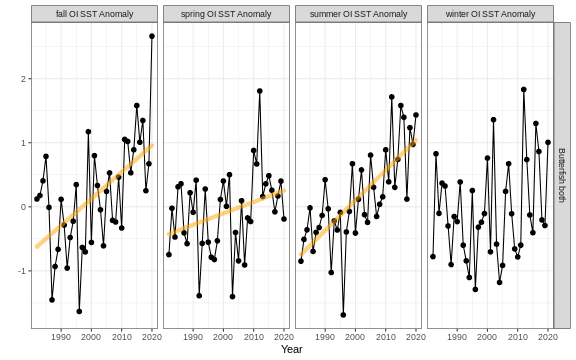 fall OI SST Anomaly spring OI SST Anomaly summer OI SST Anomaly winter OI SST Anomaly
2
1
0
-1
Butterfish both
1990 2000 2010 2020 1990 2000 2010 2020 1990 2000 2010 2020 1990 2000 2010 2020
Year